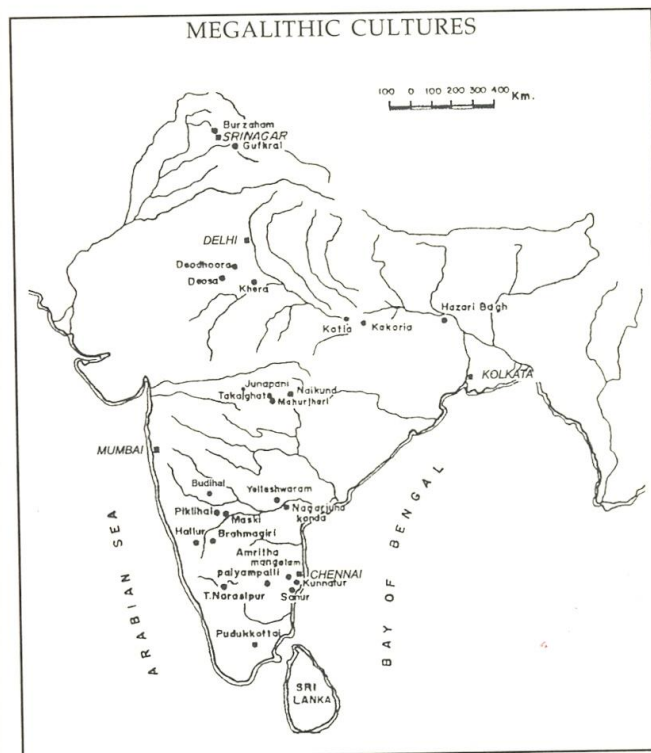 MEGALITHIC CULTURES
100 0 100 200 300 400 Km.
Burzaham
SRINAGAR
Gufkral
DELHI
Deodhoora
Deosa
Khera
Katia
Kakoria
Hazari Bagh
KOLKATA
Junapani
Takalghat
Naikund
Mahurjhari
MUMBAI
Budihal
Yelleshwaram
Piklihal
Maski
Nagarjuna
konda
Hallur
Brahmagiri
Amritha
mangalam
paiyampalli
CHENNAI
Kunnatur
T.Narasipur
Sanur
Pudukkottai
ARABIAN SEA
BAY OF BENGAL
SRI
LANKA